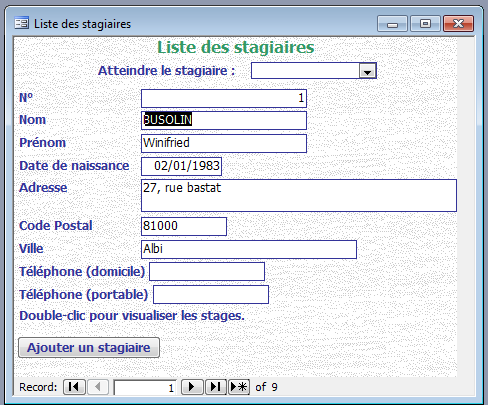 Liste des stagiaires
Liste des stagiaires
Atteindre le stagiaire :
N° 1
Nom BUSOLIN
Prénom Winifried
Date de naissance 02/01/1983
Adresse 27, rue bastat
Code Postal 81000
Ville Albi
Téléphone (domicile)
Téléphone (portable)
Double-clic pour visualiser les stages.
Ajouter un stagiaire
Record: 1 of 9